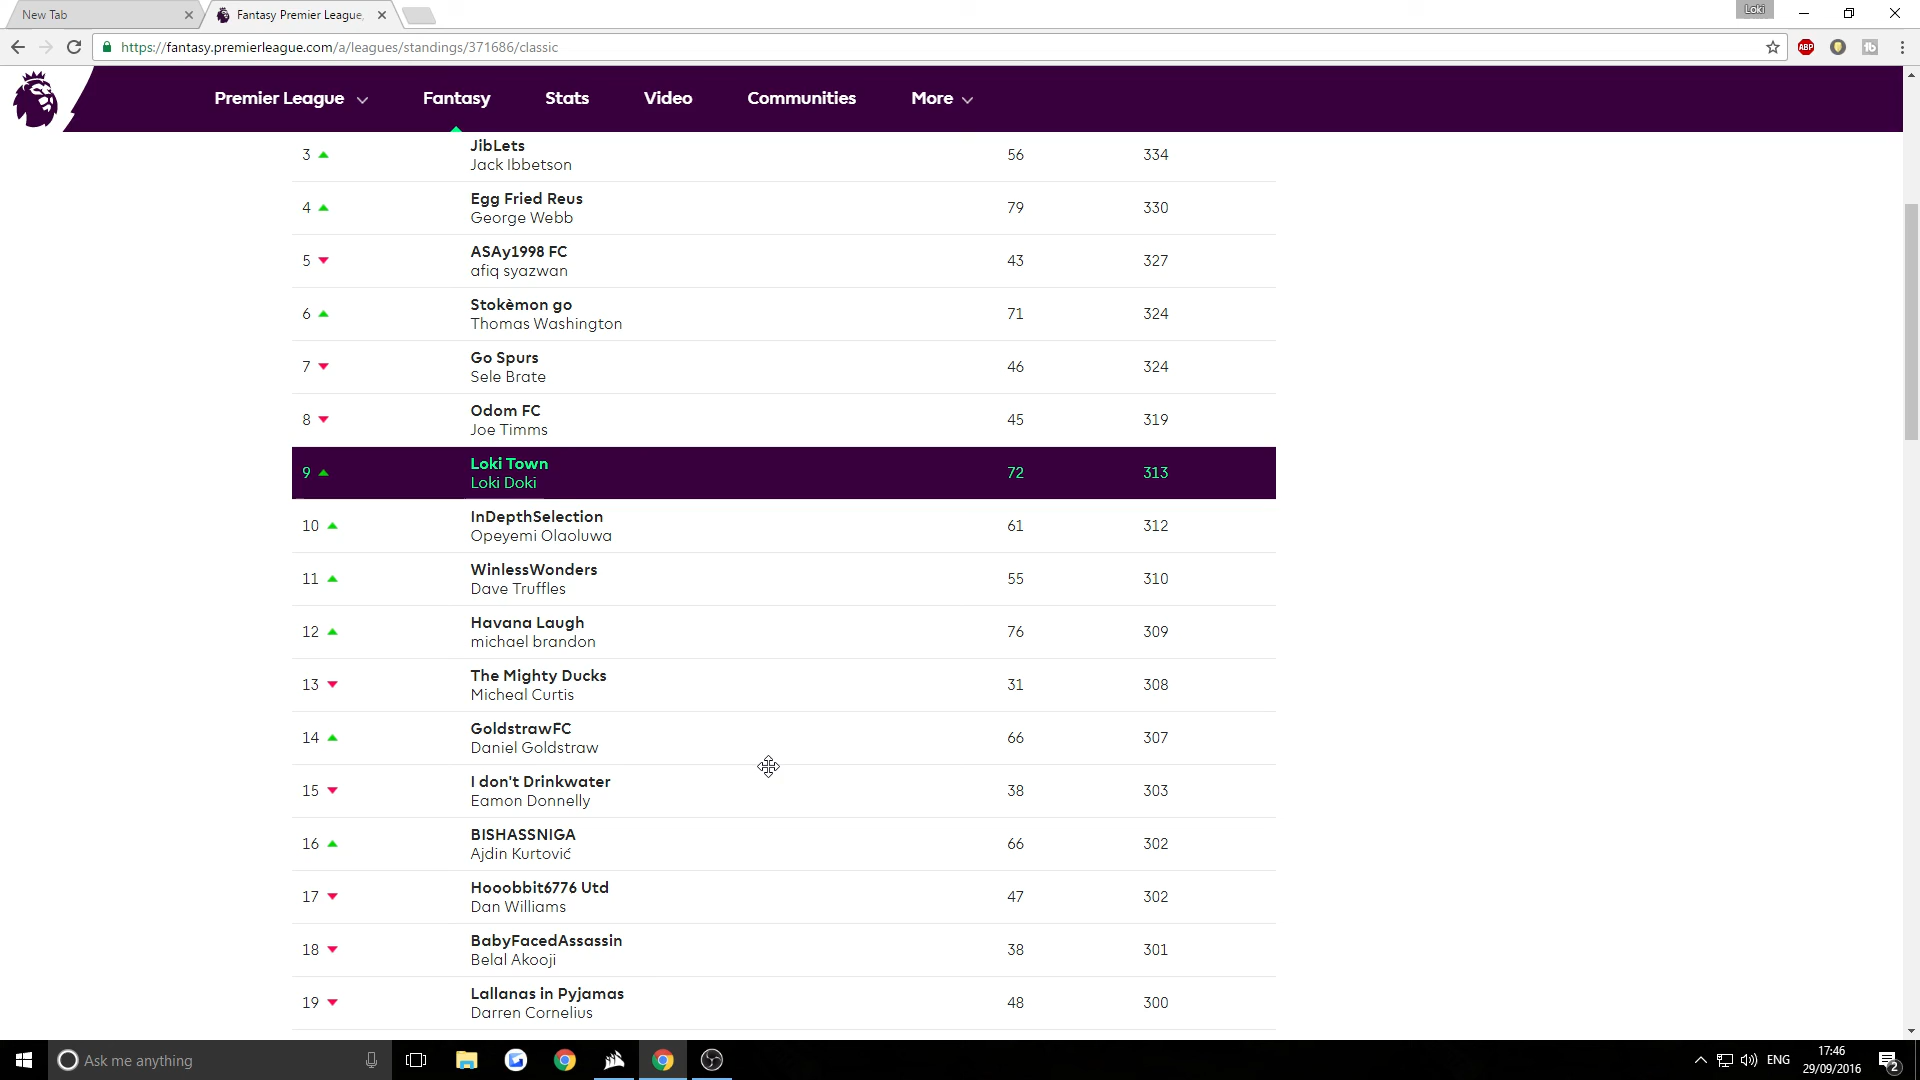 New Tab
Fantasy Premier League,
Loki
https://fantasy.premierleague.com/a/leagues/standings/371686/classic
ABP
Premier League Fantasy Stats Video Communities More
3 JibLets 56 334
Jack Ibbetson
4 Egg Fried Reus 79 330
George Webb
5 ASAy1998 FC 43 327
afiq syazwan
6 Stokèmon go 71 324
Thomas Washington
7 Go Spurs 46 324
Sele Brate
8 Odom FC 45 319
Joe Timms
9 Loki Town 72 313
Loki Doki
10 InDepthSelection 61 312
Opeyemi Olaoluwa
11 WinlessWonders 55 310
Dave Truffles
12 Havana Laugh 76 309
michael brandon
13 The Mighty Ducks 31 308
Micheal Curtis
14 GoldstrawFC 66 307
Daniel Goldstraw
15 I don't Drinkwater 38 303
Eamon Donnelly
16 BISHASSNIGA 66 302
Ajdin Kurtović
17 Hooobbit6776 Utd 47 302
Dan Williams
18 BabyFacedAssassin 38 301
Belal Akooji
19 Lallanas in Pyjamas 48 300
Darren Cornelius
Ask me anything
ENG
17:46
29/09/2016
2